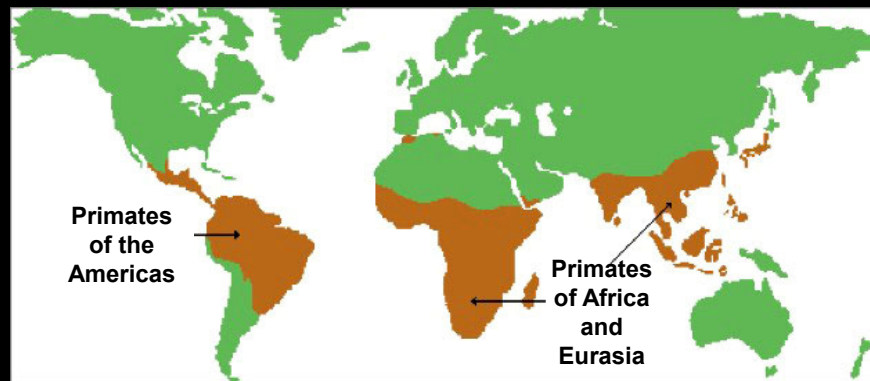 Primates
of the
Americas
Primates
of Africa
and
Eurasia